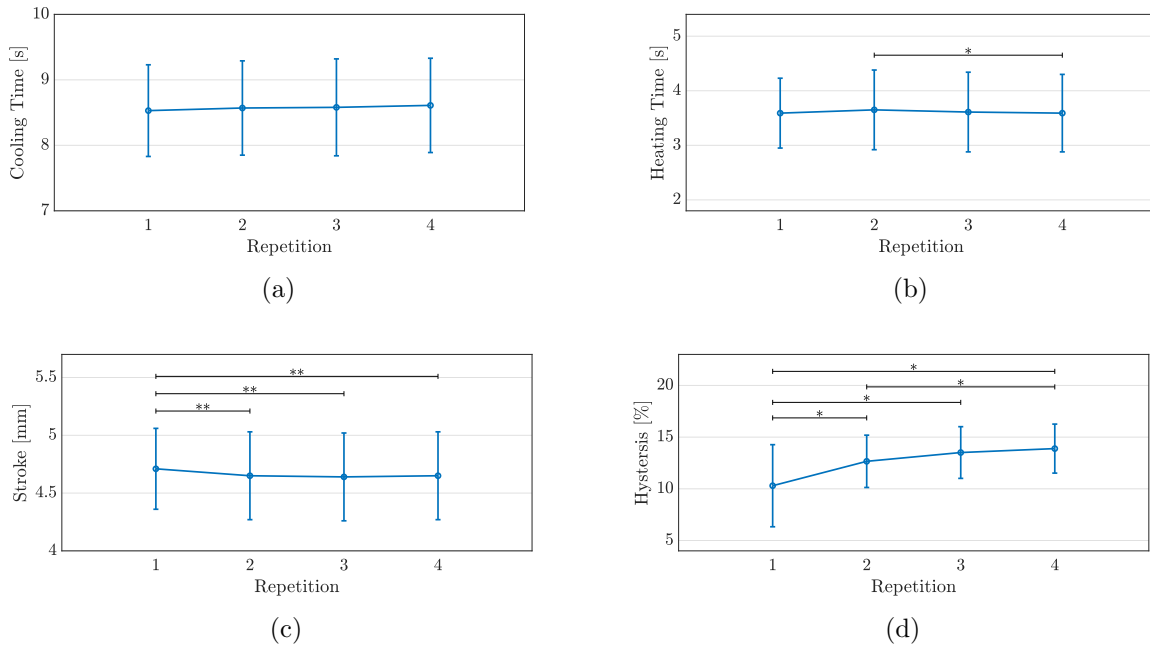 10
9
8
7
Cooling Time [s]
1 2 3 4
Repetition
(a)
5
4
3
2
Heating Time [s]
*
1 2 3 4
Repetition
(b)
5.5
5
4.5
4
Stroke [mm]
**
**
**
1 2 3 4
Repetition
(c)
20
15
10
5
Hystersis [%]
*
*
*
*
1 2 3 4
Repetition
(d)